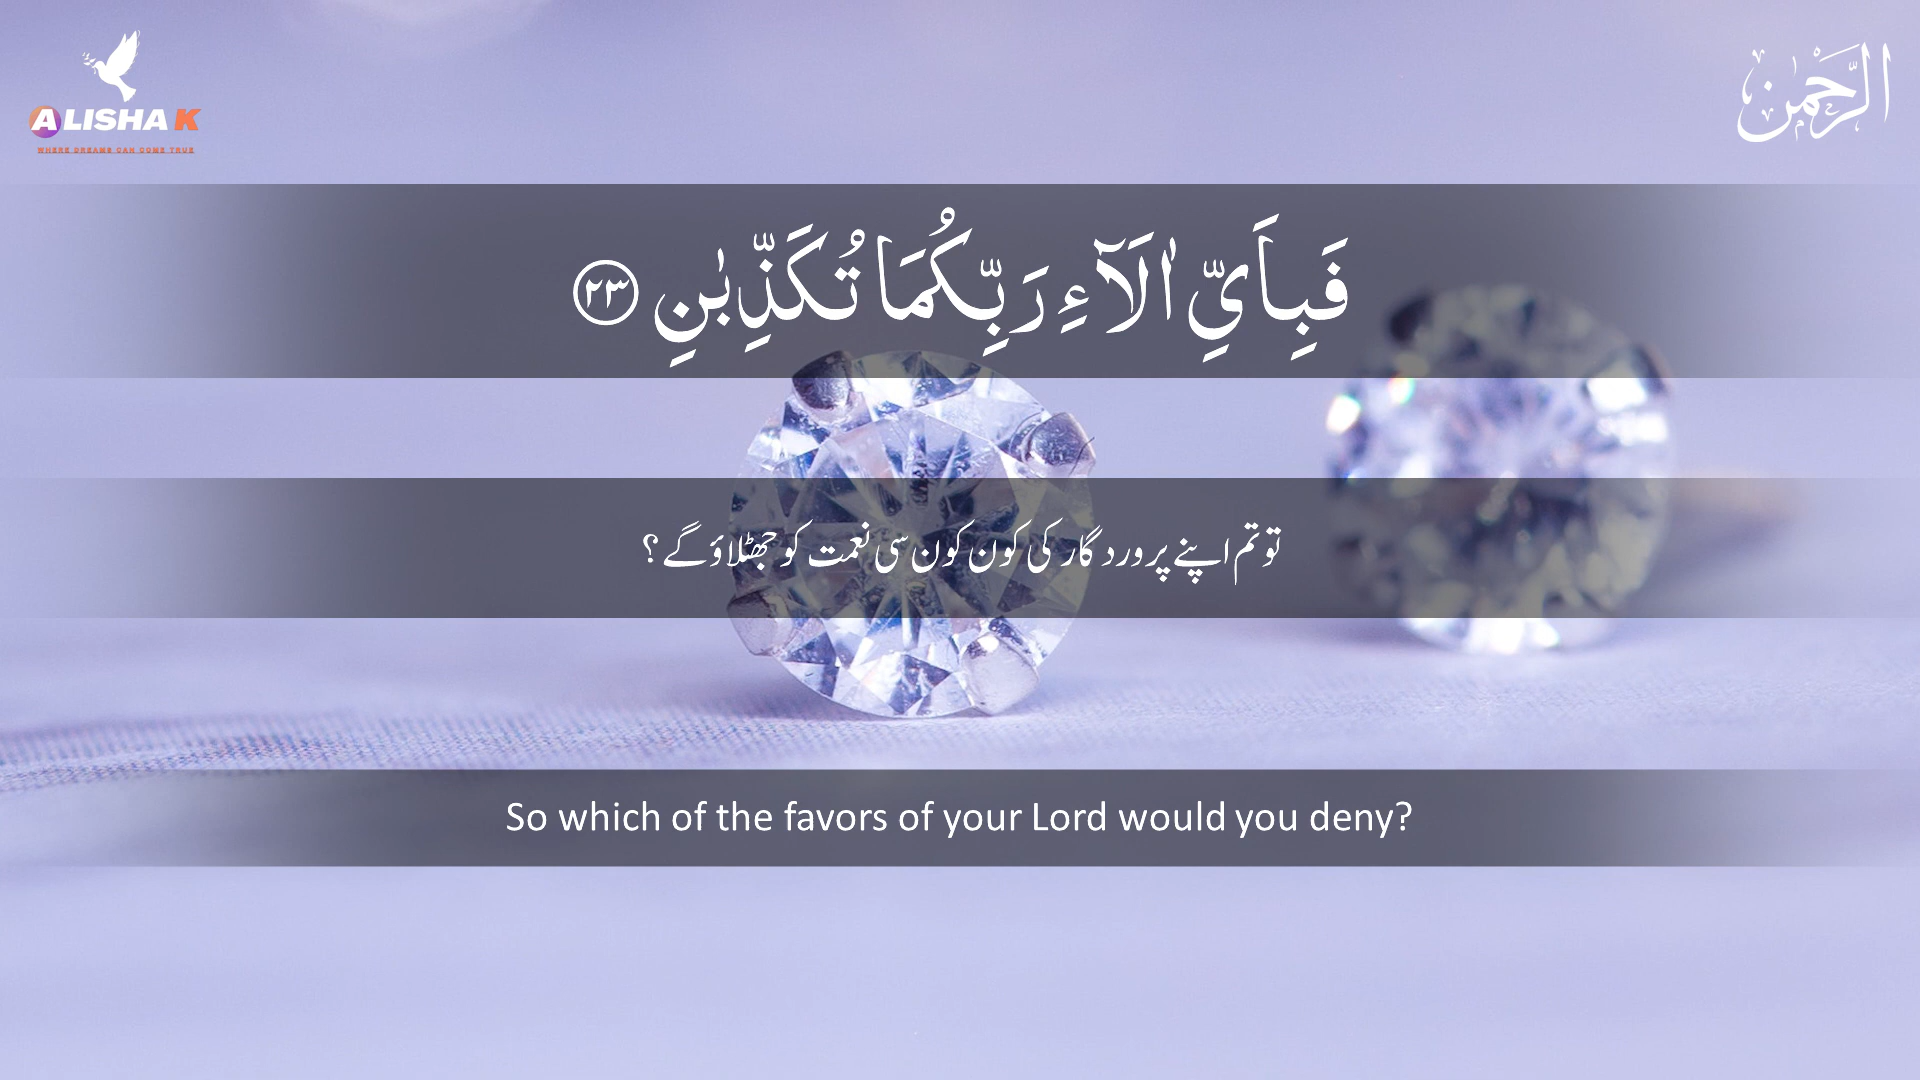 ALISHA K
WHERE DREAMS CAN COME TRUE
الرَّحْمٰن
فَبِاَيِّ اٰلَآءِ رَبِّكُمَا تُكَذِّبٰنِ ﴿۲۳﴾
تو تم اپنے پروردگار کی کون کون سی نعمت کو جھٹلاؤ گے ؟
So which of the favors of your Lord would you deny?